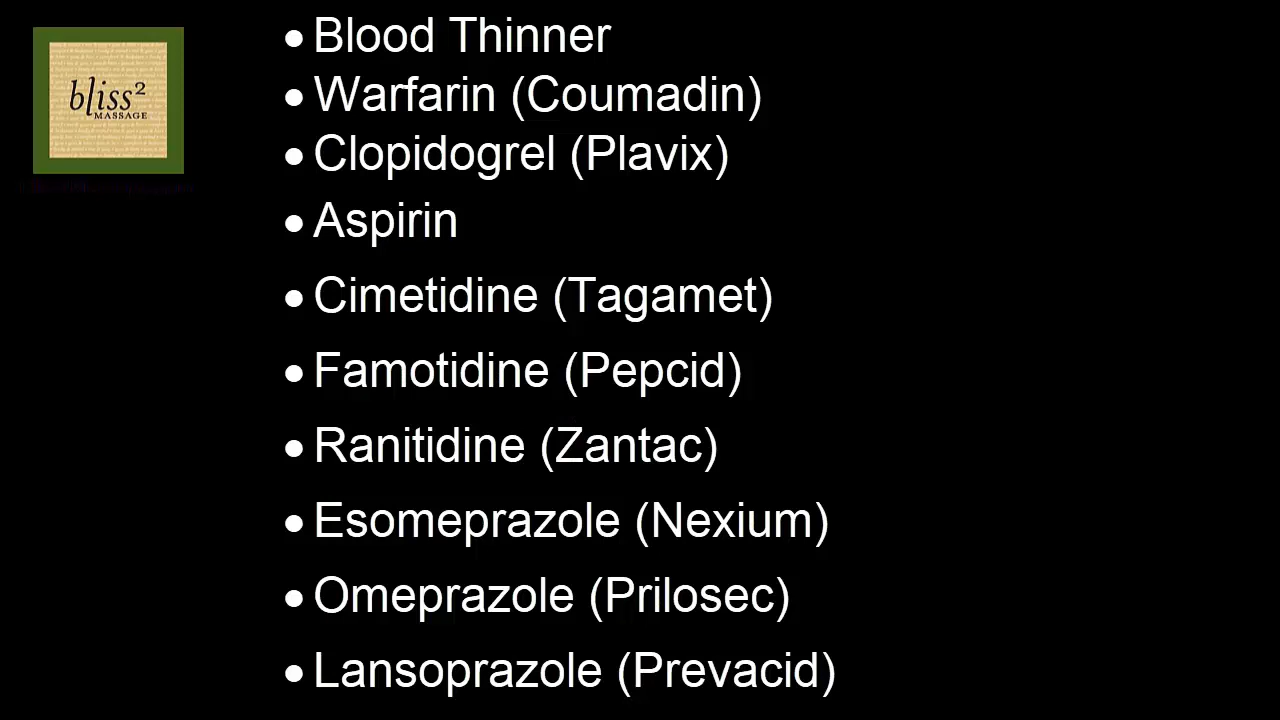 bliss²
MASSAGE
• Blood Thinner
• Warfarin (Coumadin)
• Clopidogrel (Plavix)
• Aspirin
• Cimetidine (Tagamet)
• Famotidine (Pepcid)
• Ranitidine (Zantac)
• Esomeprazole (Nexium)
• Omeprazole (Prilosec)
• Lansoprazole (Prevacid)